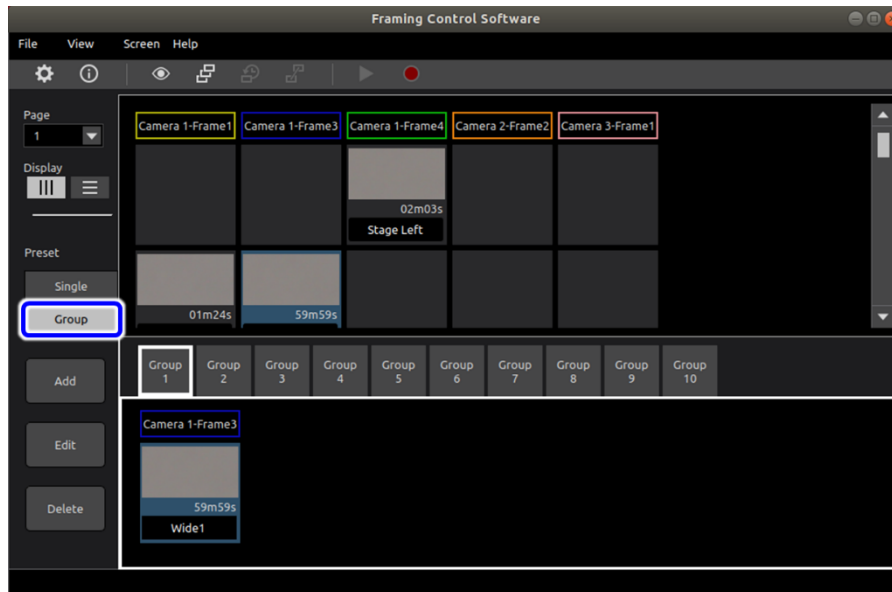 Framing Control Software
File View Screen Help
Page
1
Display
Preset
Single
Group
Add
Edit
Delete
Camera 1-Frame1 Camera 1-Frame3 Camera 1-Frame4 Camera 2-Frame2 Camera 3-Frame1
02m03s
Stage Left
01m24s 59m59s
Group 1 Group 2 Group 3 Group 4 Group 5 Group 6 Group 7 Group 8 Group 9 Group 10
Camera 1-Frame3
59m59s
Wide1